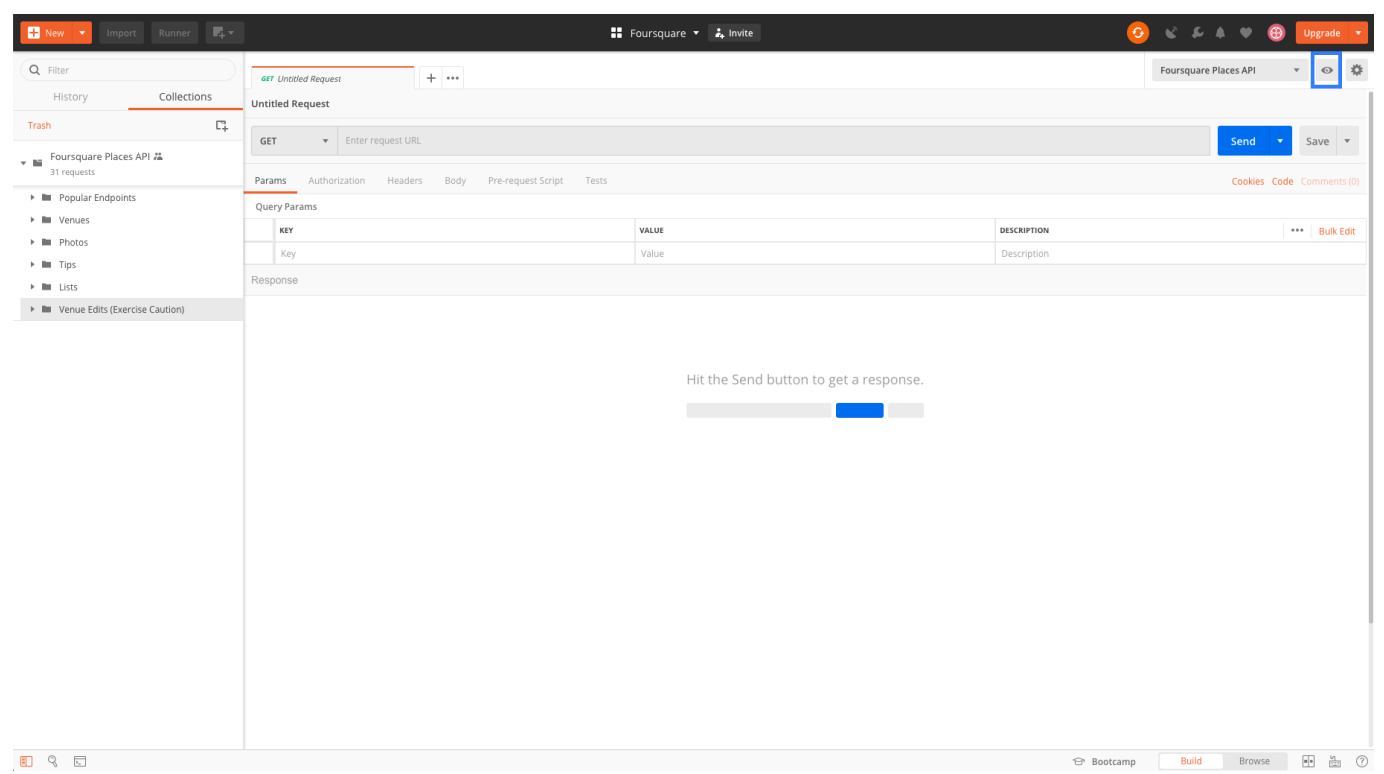 New Import Runner Foursquare Invite Upgrade
Filter
History Collections
Trash
Foursquare Places API
31 requests
Popular Endpoints
Venues
Photos
Tips
Lists
Venue Edits (Exercise Caution)
GET Untitled Request + •••
Foursquare Places API
Untitled Request
GET Enter request URL Send Save
Params Authorization Headers Body Pre-request Script Tests Cookies Code Comments (0)
Query Params
KEY VALUE DESCRIPTION ••• Bulk Edit
Key Value Description
Response
Hit the Send button to get a response.
Bootcamp Build Browse